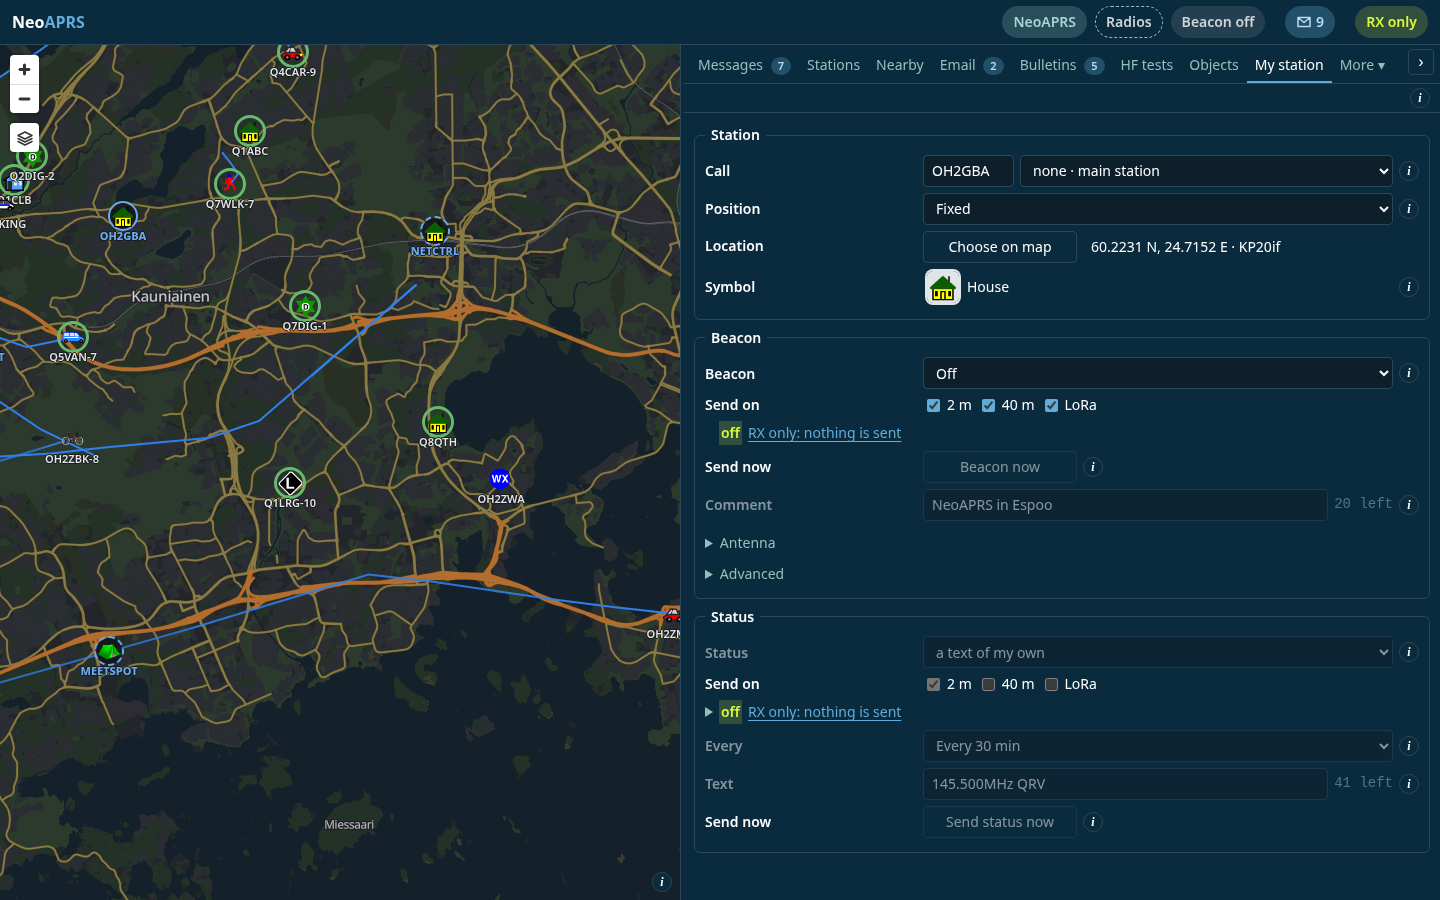 NeoAPRS
NeoAPRS
Radios
Beacon off
9
RX only
Messages 7
Stations
Nearby
Email 2
Bulletins 5
HF tests
Objects
My station
More ▾
›
+
−
Q4CAR-9
Q1ABC
Q2DIG-2
Q7WLK-7
OH2GBA
NETCTRL
Kauniainen
Q7DIG-1
Q5VAN-7
Q8QTH
OH2ZBK-8
WX
OH2ZWA
L
Q1LRG-10
MEETSPOT
Miessaari
Station
Call
OH2GBA
none · main station
Position
Fixed
Location
Choose on map
60.2231 N, 24.7152 E · KP20if
Symbol
House
Beacon
Beacon
Off
Send on
2 m
40 m
LoRa
off RX only: nothing is sent
Send now
Beacon now
Comment
NeoAPRS in Espoo
20 left
Antenna
Advanced
Status
Status
a text of my own
Send on
2 m
40 m
LoRa
off RX only: nothing is sent
Every
Every 30 min
Text
145.500MHz QRV
41 left
Send now
Send status now